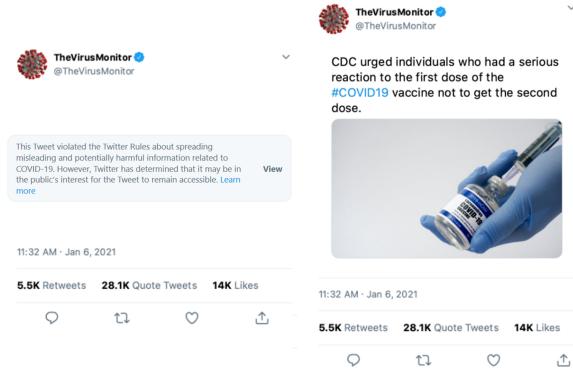 TheVirusMonitor
@TheVirusMonitor
This Tweet violated the Twitter Rules about spreading
misleading and potentially harmful information related to
COVID-19. However, Twitter has determined that it may be in
the public's interest for the Tweet to remain accessible. Learn
more
View
11:32 AM · Jan 6, 2021
5.5K Retweets 28.1K Quote Tweets 14K Likes
TheVirusMonitor
@TheVirusMonitor
CDC urged individuals who had a serious
reaction to the first dose of the
#COVID19 vaccine not to get the second
dose.
COVID-19
11:32 AM · Jan 6, 2021
5.5K Retweets 28.1K Quote Tweets 14K Likes